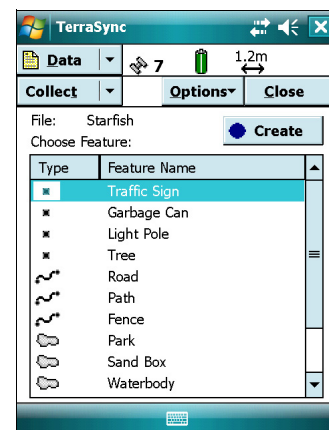 TerraSync
Data 7 1.2m
Collect Options Close
File: Starfish
Create
Choose Feature:
Type Feature Name
Traffic Sign
Garbage Can
Light Pole
Tree
Road
Path
Fence
Park
Sand Box
Waterbody